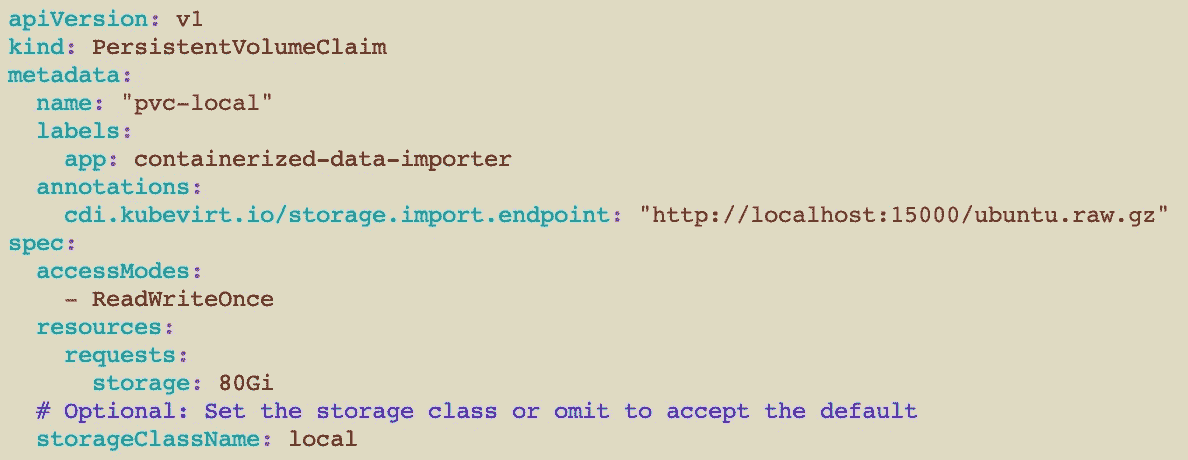 apiVersion: v1
kind: PersistentVolumeClaim
metadata:
  name: "pvc-local"
  labels:
    app: containerized-data-importer
  annotations:
    cdi.kubevirt.io/storage.import.endpoint: "http://localhost:15000/ubuntu.raw.gz"
spec:
  accessModes:
    - ReadWriteOnce
  resources:
    requests:
      storage: 80Gi
  # Optional: Set the storage class or omit to accept the default
  storageClassName: local